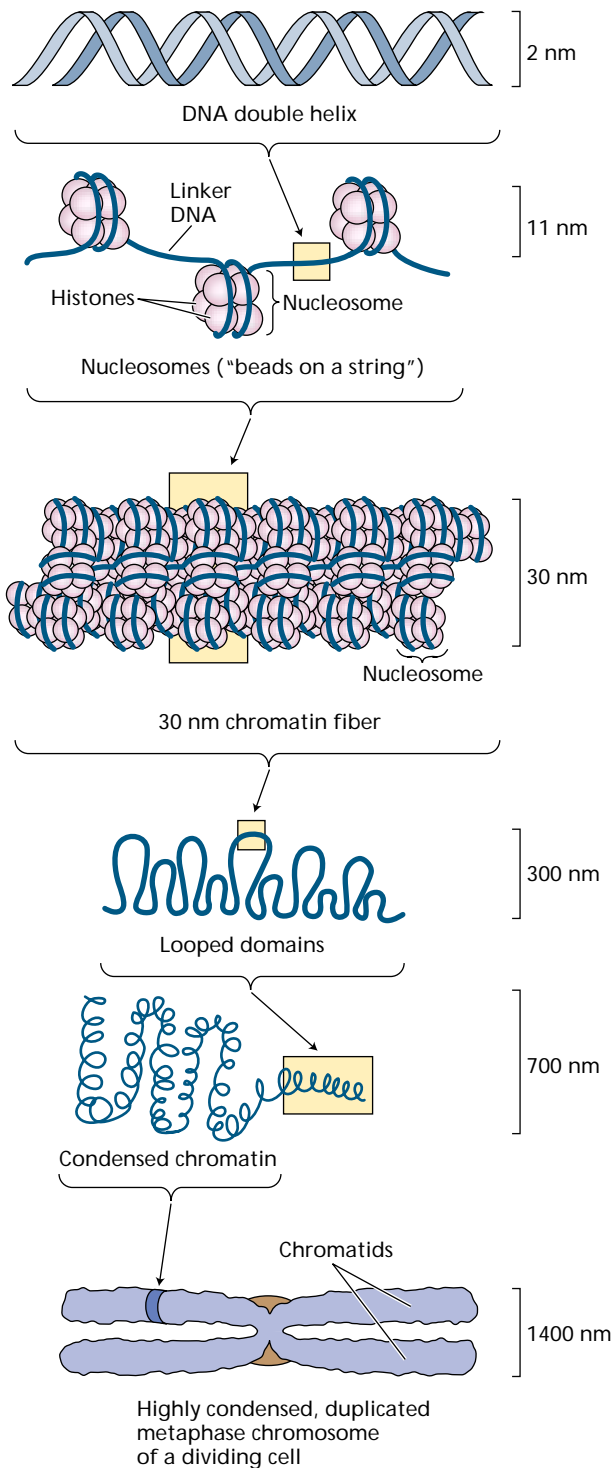 2 nm
DNA double helix
Linker
DNA
11 nm
Histones
Nucleosome
Nucleosomes (“beads on a string”)
30 nm
Nucleosome
30 nm chromatin fiber
300 nm
Looped domains
700 nm
Condensed chromatin
Chromatids
1400 nm
Highly condensed, duplicated
metaphase chromosome
of a dividing cell